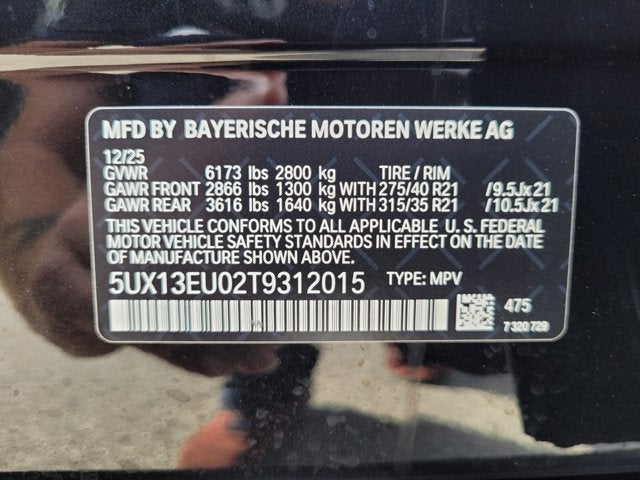 MFD BY BAYERISCHE MOTOREN WERKE AG
12/25
GVWR 6173 lbs 2800 kg TIRE / RIM
GAWR FRONT 2866 lbs 1300 kg WITH 275/40 R21 /9.5Jx21
GAWR REAR 3616 lbs 1640 kg WITH 315/35 R21 /10.5Jx21
THIS VEHICLE CONFORMS TO ALL APPLICABLE U. S. FEDERAL
MOTOR VEHICLE SAFETY STANDARDS IN EFFECT ON THE DATE
OF MANUFACTURE SHOWN ABOVE.
5UX13EU02T9312015 TYPE: MPV
475
7 320 729